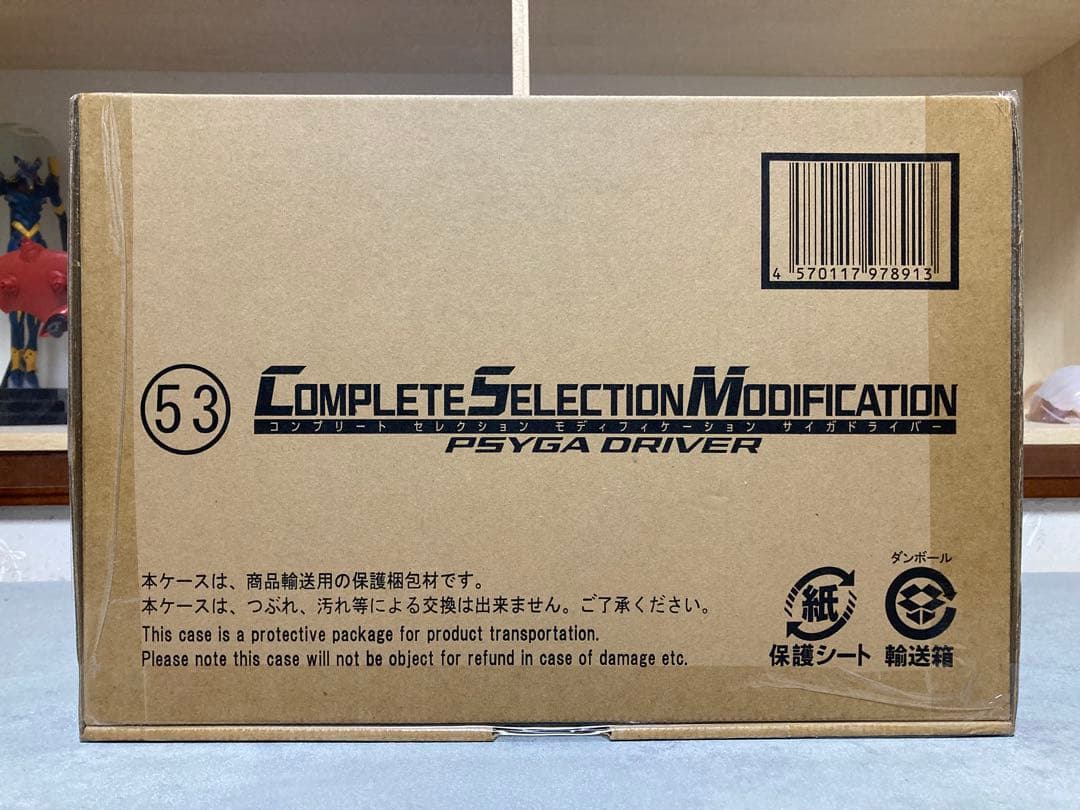 4 570117 978913
53
COMPLETE SELECTION MODIFICATION
コンプリート セレクション モディフィケーション サイガドライバー
PSYGA DRIVER
本ケースは、商品輸送用の保護梱包材です。
本ケースは、つぶれ、汚れ等による交換は出来ません。ご了承ください。
This case is a protective package for product transportation.
Please note this case will not be object for refund in case of damage etc.
紙
保護シート
ダンボール
輸送箱